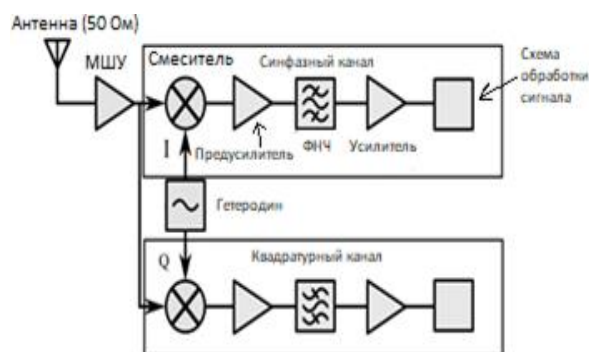 Антенна (50 Ом)
МШУ
Смеситель
Синфазный канал
Схема
обработки
сигнала
I
Предусилитель
ФНЧ
Усилитель
Гетеродин
Q
Квадратурный канал